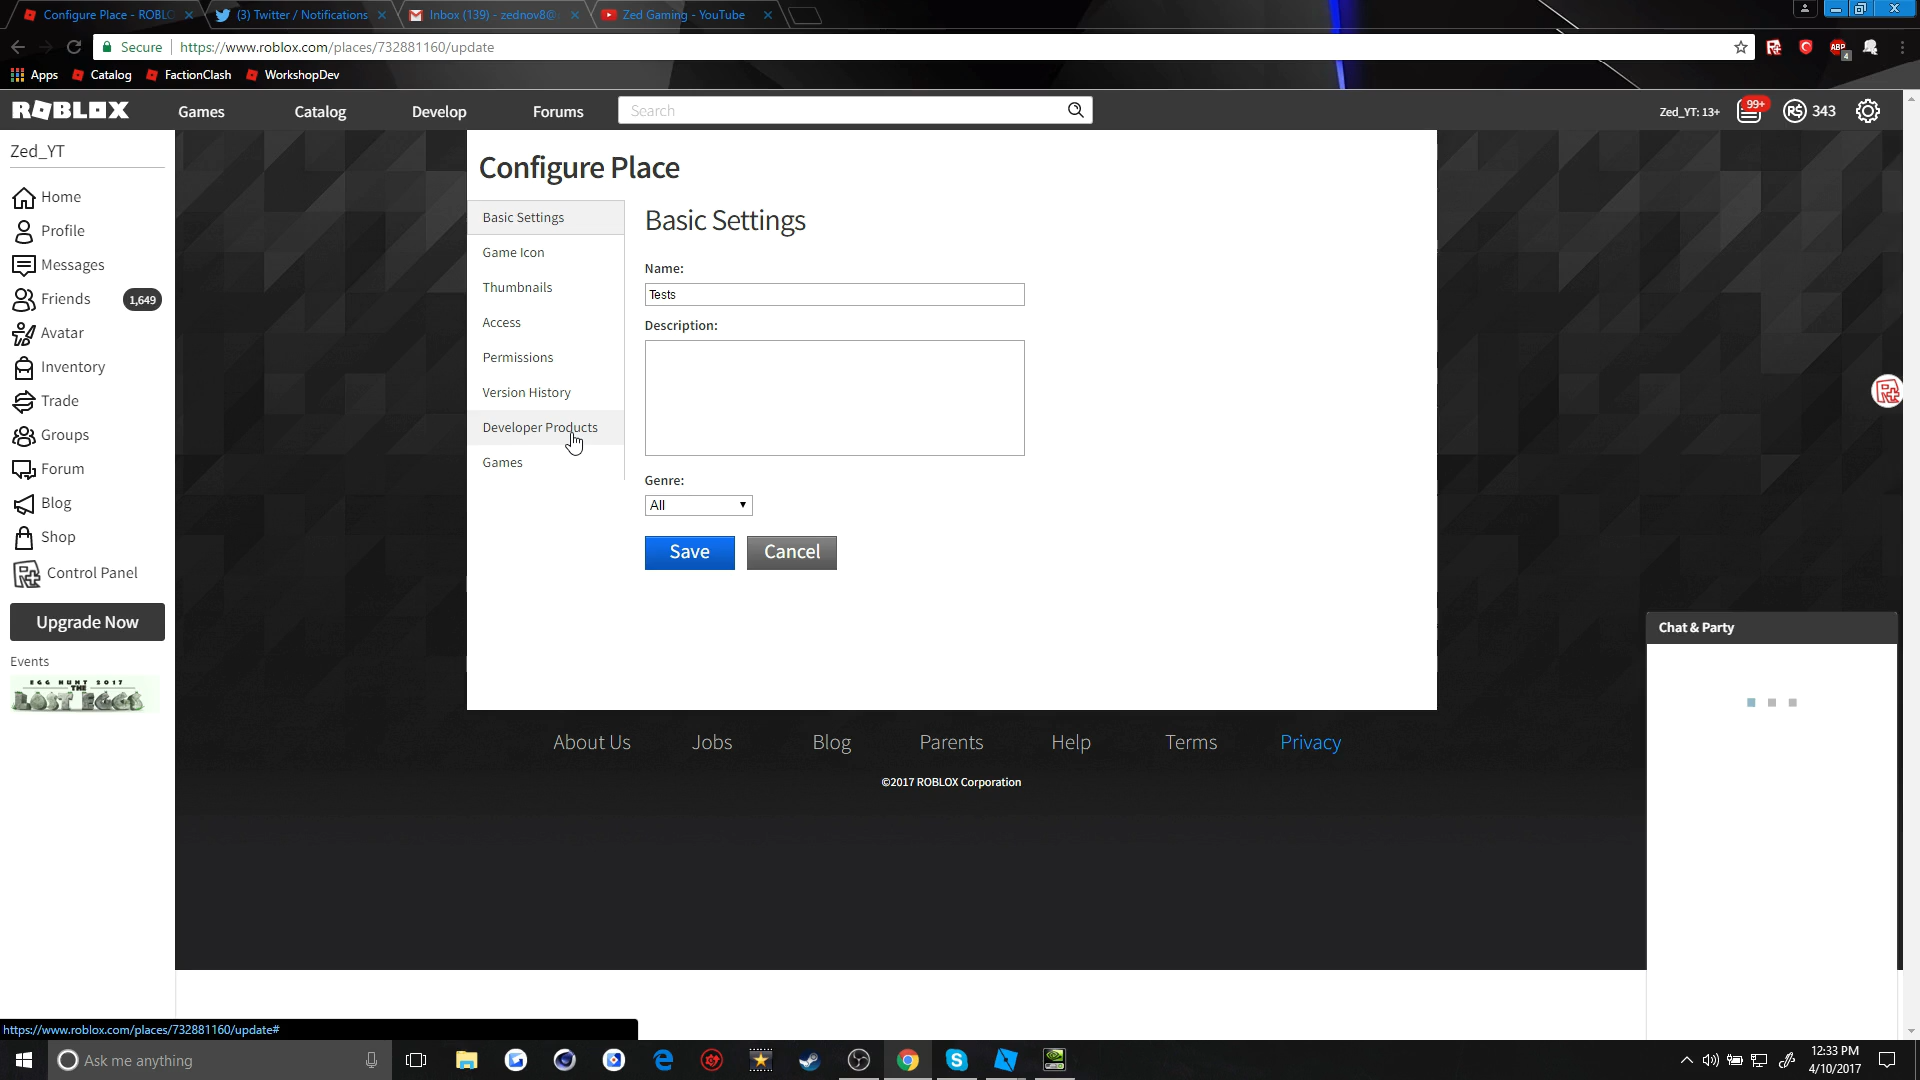 Configure Place - ROBLO
(3) Twitter / Notifications
Inbox (139) - zednov8@
Zed Gaming - YouTube
Secure
https://www.roblox.com/places/732881160/update
ABP
4
Apps
Catalog
FactionClash
WorkshopDev
ROBLOX
Games
Catalog
Develop
Forums
Search
Zed_YT: 13+
99+
R$
343
Zed_YT
Home
Profile
Messages
Friends
1,649
Avatar
Inventory
Trade
Groups
Forum
Blog
Shop
Control Panel
Upgrade Now
Events
EGG HUNT 2017
THE
LOST EGGS
Configure Place
Basic Settings
Game Icon
Thumbnails
Access
Permissions
Version History
Developer Products
Games
Basic Settings
Name:
Tests
Description:
Genre:
All
Save
Cancel
About Us
Jobs
Blog
Parents
Help
Terms
Privacy
©2017 ROBLOX Corporation
Chat & Party
https://www.roblox.com/places/732881160/update#
Ask me anything
12:33 PM
4/10/2017